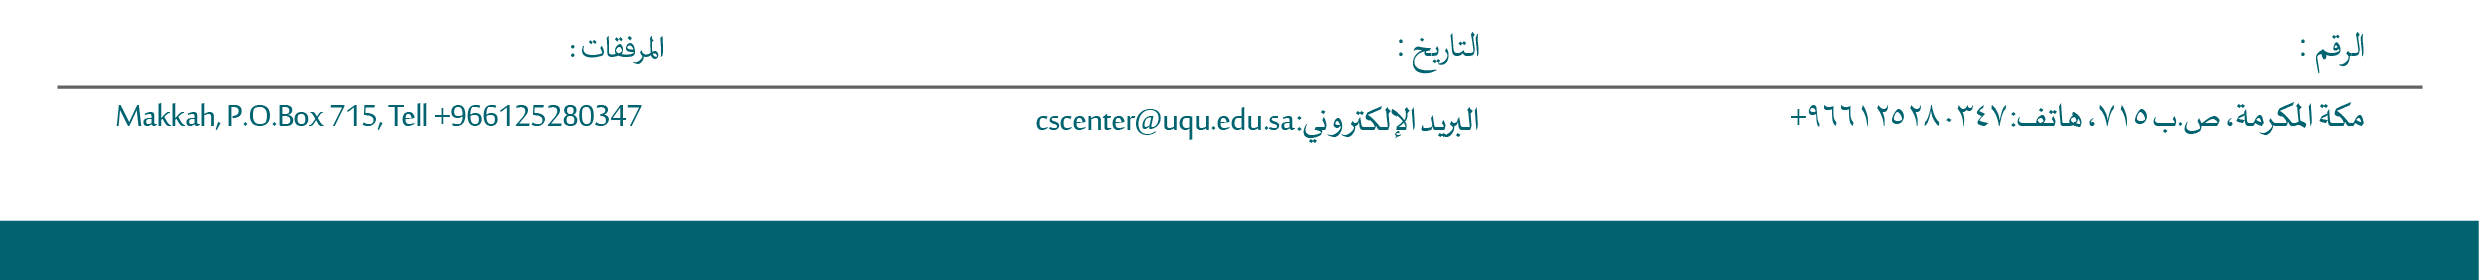 الرقم : التاريخ : المرفقات :
مكة المكرمة، ص.ب ٧١٥، هاتف:٩٦٦١٢٥٢٨٠٣٤٧+ البريد الإلكتروني:cscenter@uqu.edu.sa Makkah, P.O.Box 715, Tell +966125280347